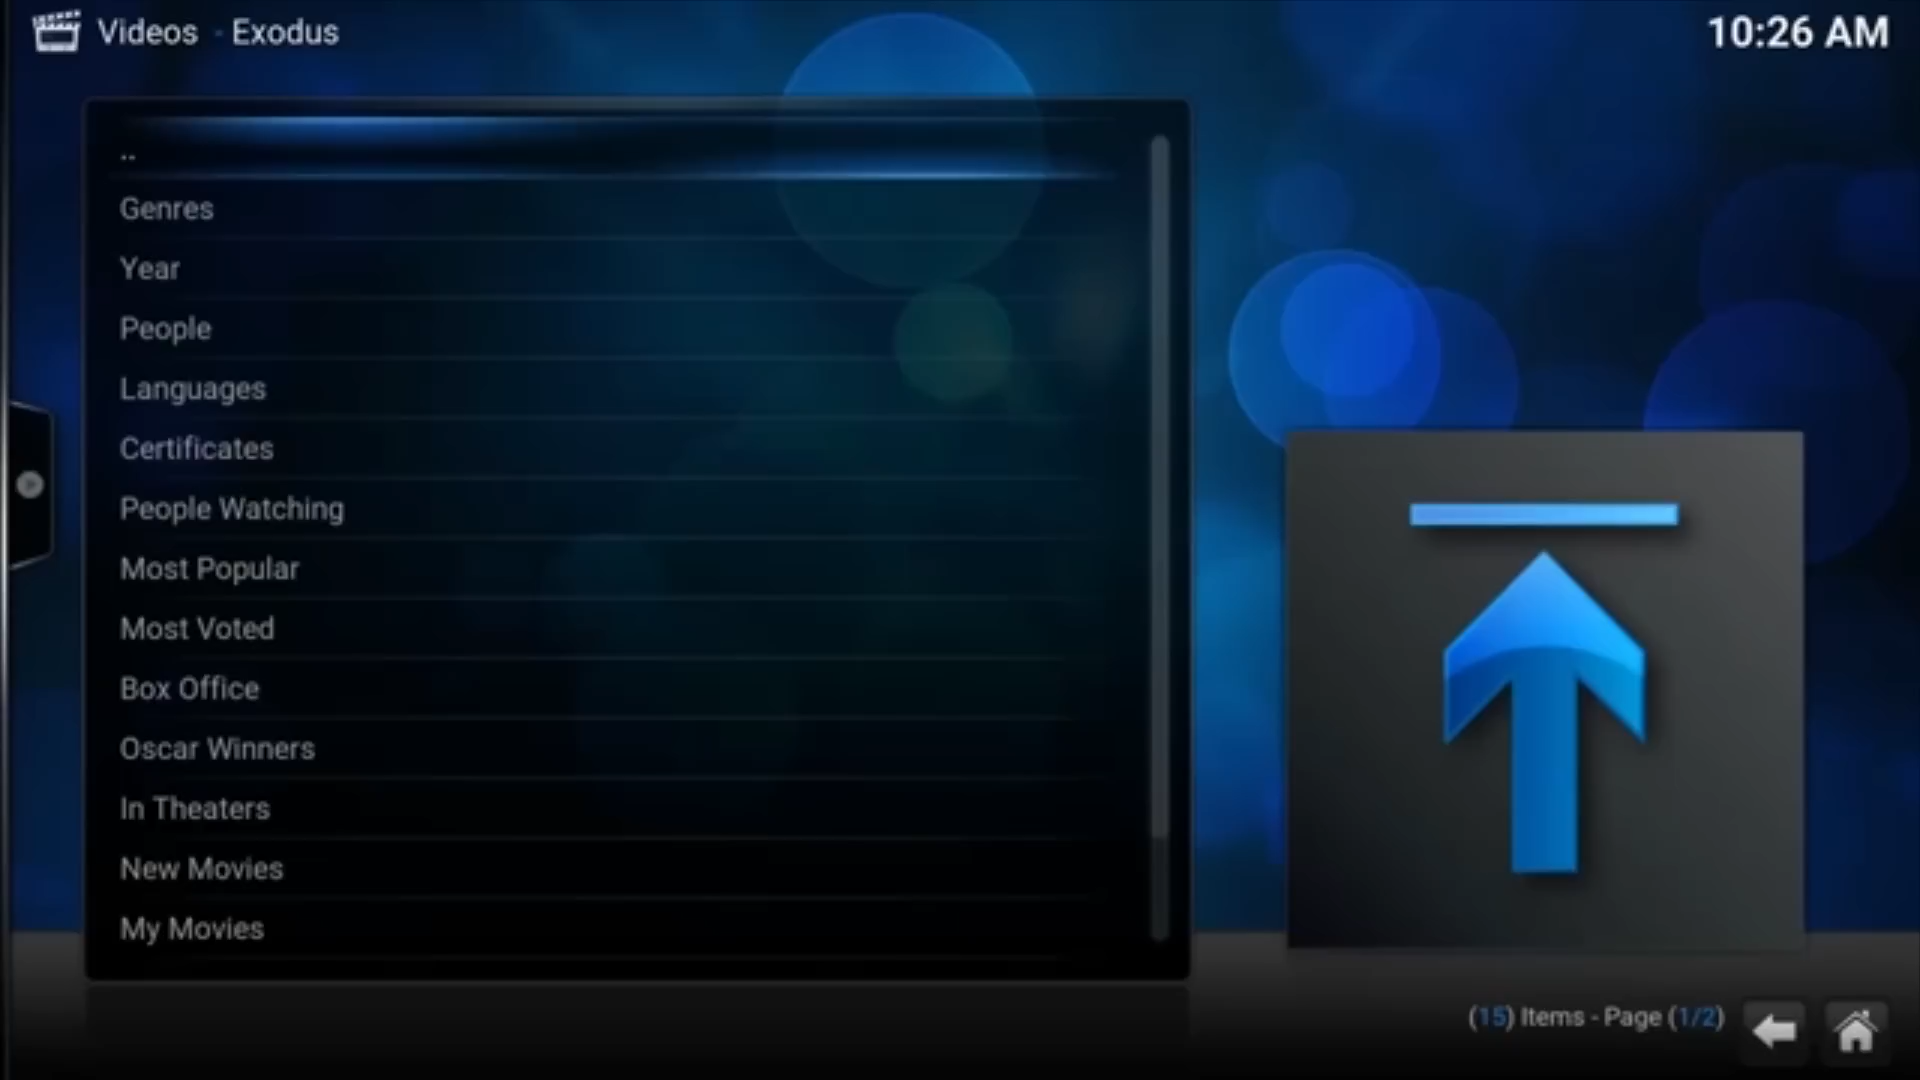 Videos - Exodus
10:26 AM
..
Genres
Year
People
Languages
Certificates
People Watching
Most Popular
Most Voted
Box Office
Oscar Winners
In Theaters
New Movies
My Movies
(15) Items - Page (1/2)